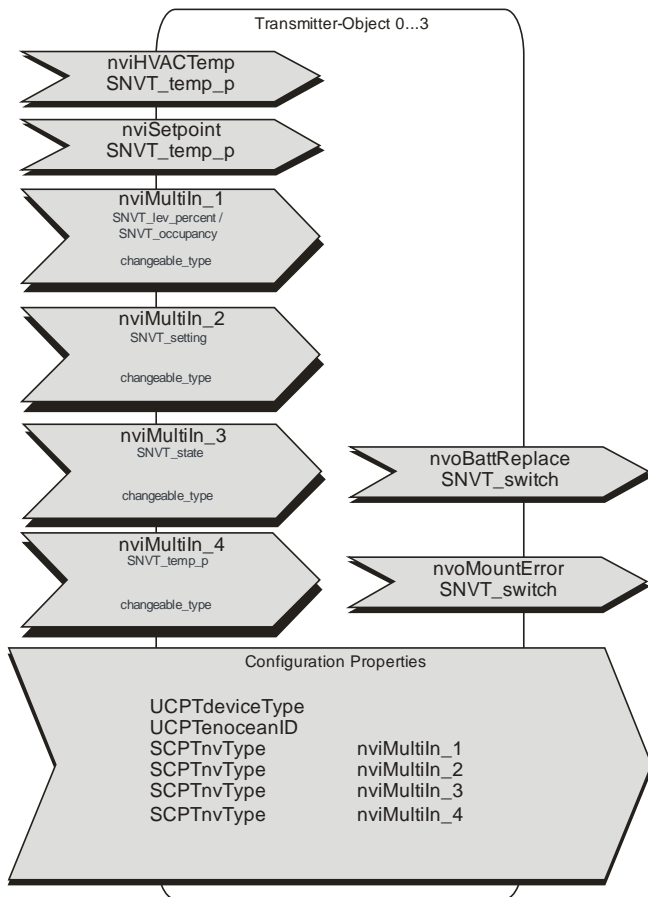 Transmitter-Object 0...3
nviHVACTemp
SNVT_temp_p
nviSetpoint
SNVT_temp_p
nviMultiIn_1
SNVT_lev_percent /
SNVT_occupancy
changeable_type
nviMultiIn_2
SNVT_setting
changeable_type
nviMultiIn_3
SNVT_state
changeable_type
nvoBattReplace
SNVT_switch
nviMultiIn_4
SNVT_temp_p
changeable_type
nvoMountError
SNVT_switch
Configuration Properties
UCPTdeviceType
UCPTenoceanID
SCPTnvType nviMultiIn_1
SCPTnvType nviMultiIn_2
SCPTnvType nviMultiIn_3
SCPTnvType nviMultiIn_4